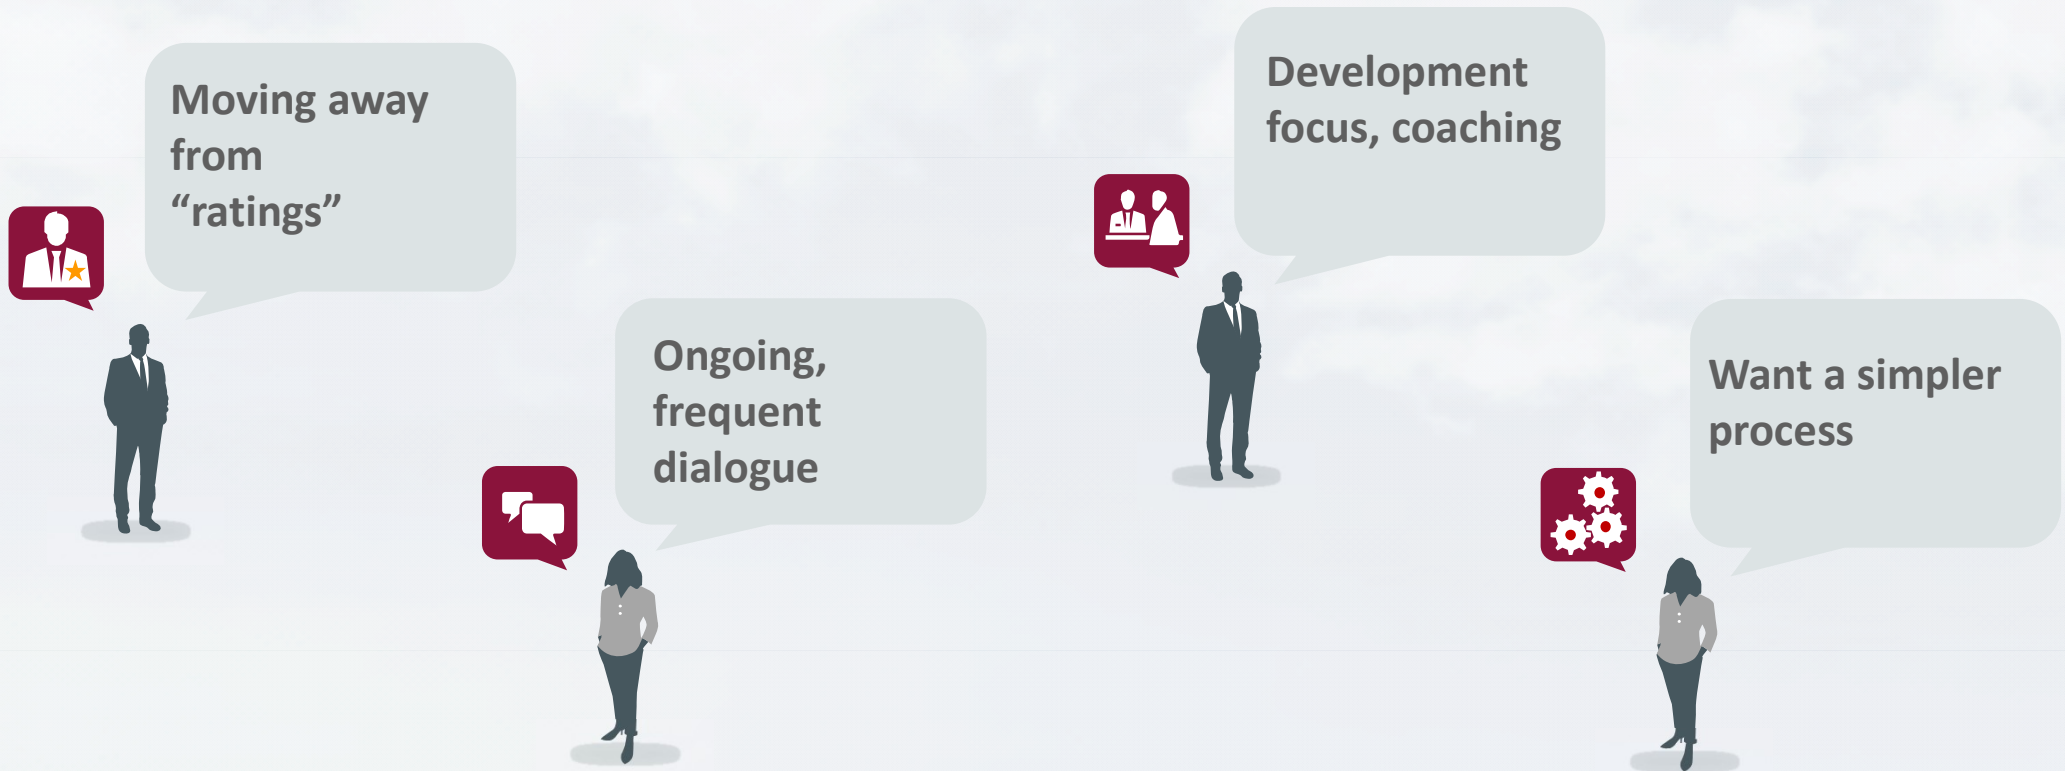 Moving away
from
“ratings”
Ongoing,
frequent
dialogue
Development
focus, coaching
Want a simpler
process